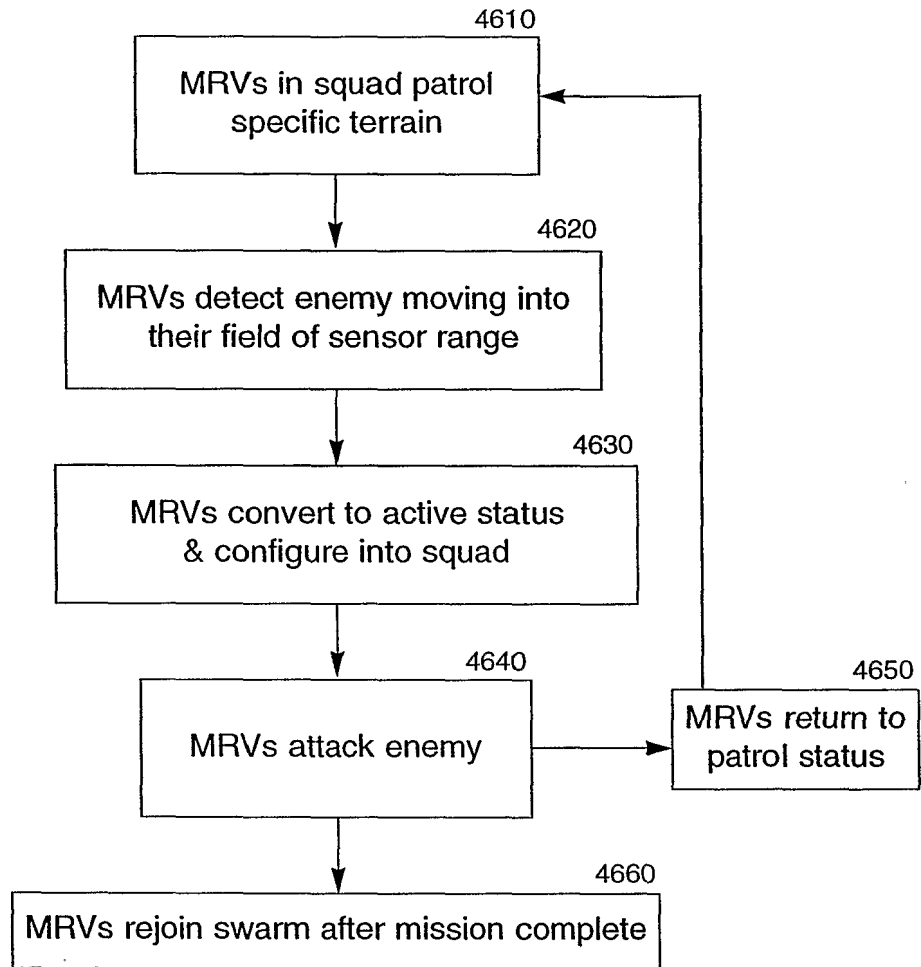 4610
MRVs in squad patrol
specific terrain
4620
MRVs detect enemy moving into
their field of sensor range
4630
MRVs convert to active status
& configure into squad
4640
MRVs attack enemy
4650
MRVs return to
patrol status
4660
MRVs rejoin swarm after mission complete